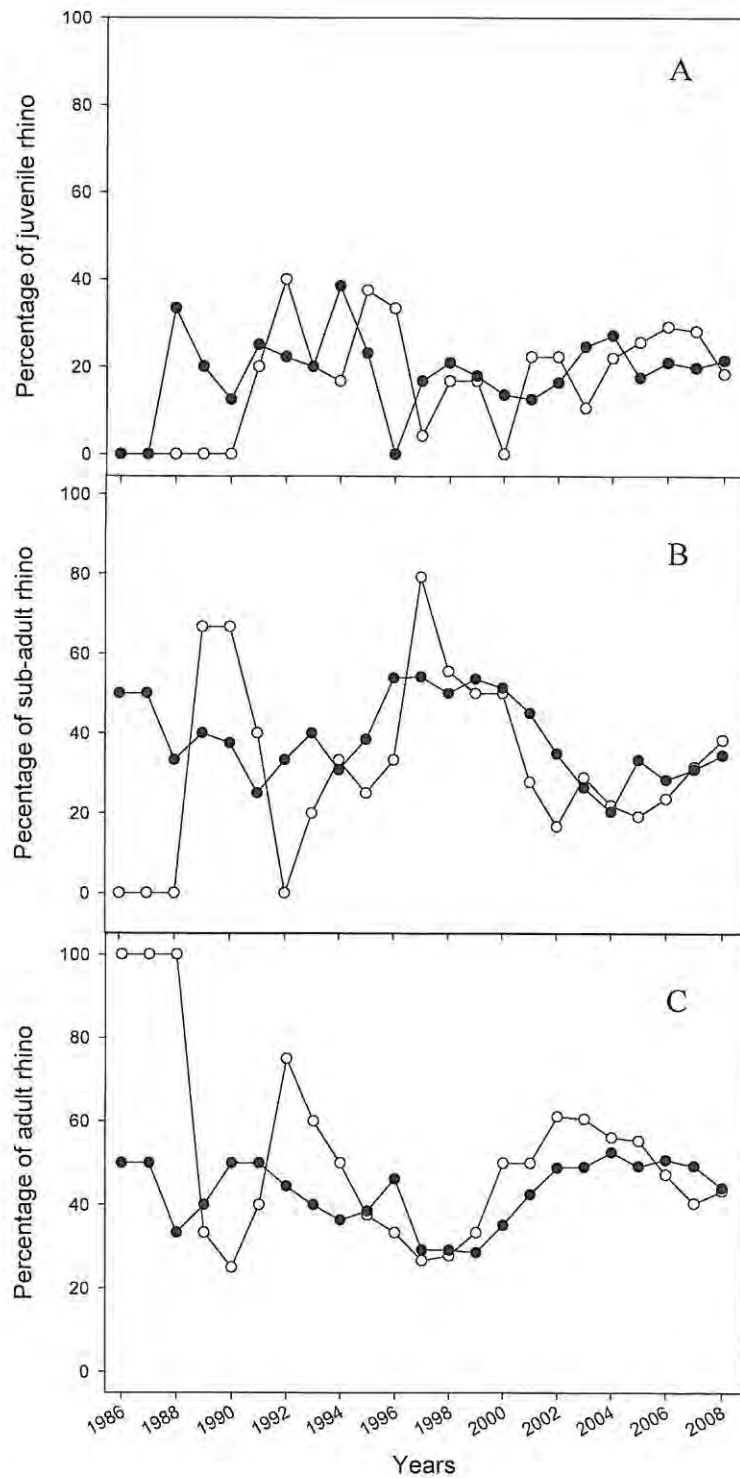 A
Percentage of juvenile rhino
100
80
60
40
20
0
B
Pecentage of sub-adult rhino
100
80
60
40
20
0
C
Percentage of adult rhino
100
80
60
40
20
0
1986 1988 1990 1992 1994 1996 1998 2000 2002 2004 2006 2008
Years